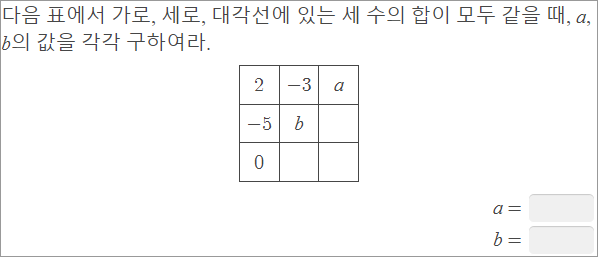 다음 표에서 가로, 세로, 대각선에 있는 세 수의 합이 모두 같을 때, a,
b의 값을 각각 구하여라.
2 −3 a
−5 b
0
a =
b =